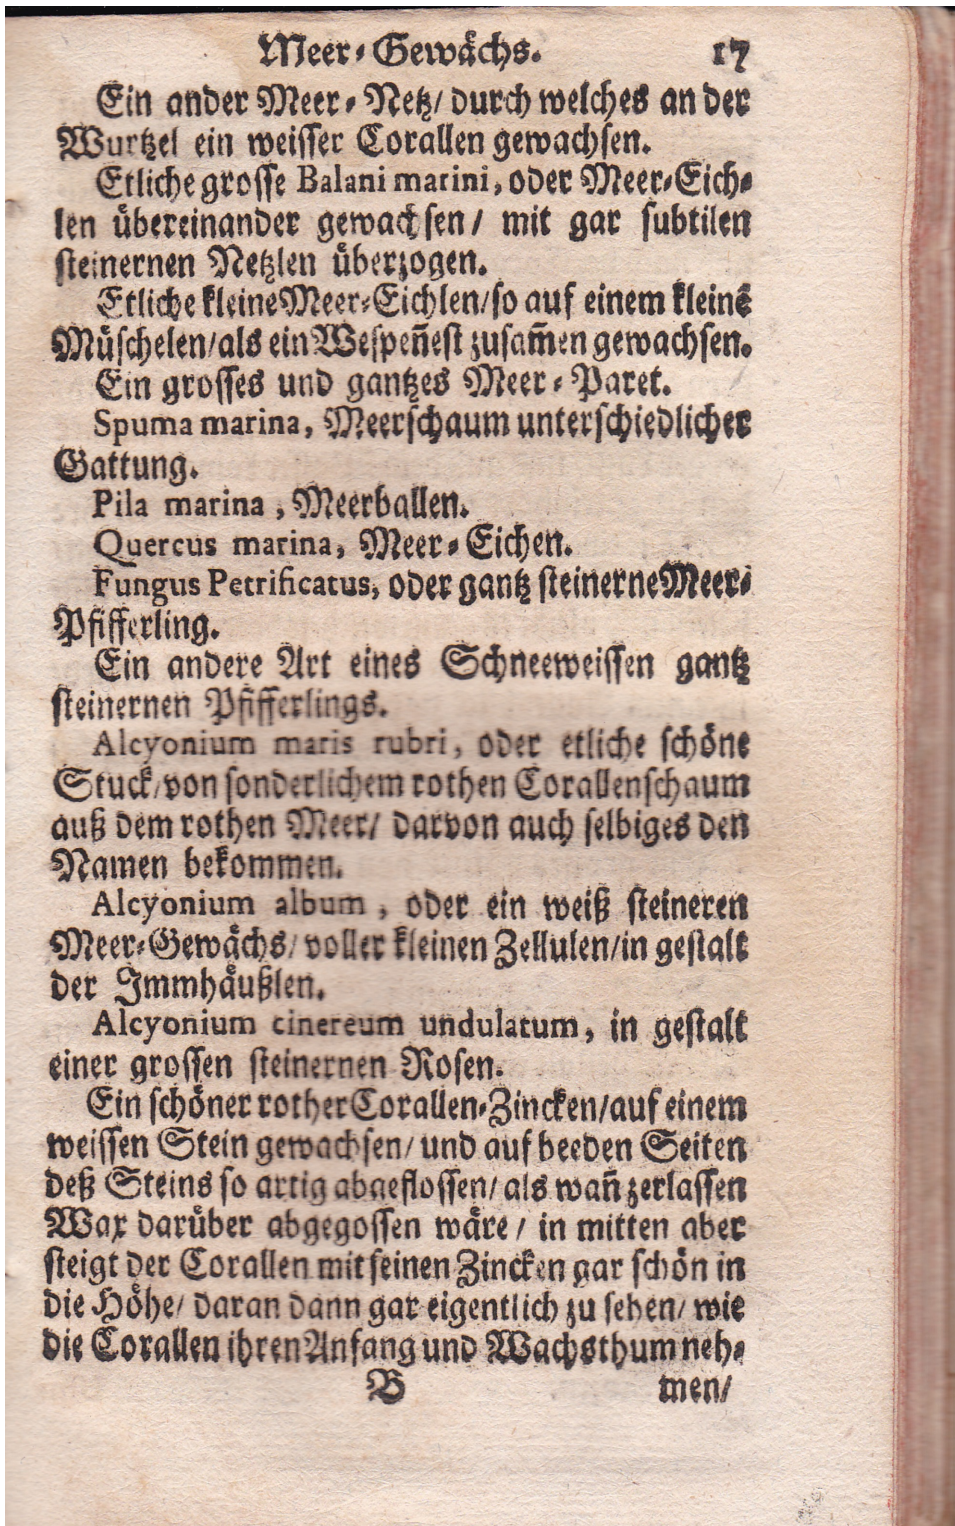 Meer-Gewächs. 17
Ein ander Meer-Netz/ durch welches an der
Wurtzel ein weisser Corallen gewachsen.
Etliche grosse Balani marini, oder Meer-Eich-
len übereinander gewachsen/ mit gar subtilen
steinernen Netzlen überzogen.
Etliche kleine Meer-Eichlen/so auf einem kleinē
Müschelen/als ein Wespeñest zusam̃en gewachsen.
Ein grosses und gantzes Meer-Paret.
Spuma marina, Meerschaum unterschiedlicher
Gattung.
Pila marina, Meerballen.
Quercus marina, Meer-Eichen.
Fungus Petrificatus, oder gantz steinerne Meer-
Pfifferling.
Ein andere Art eines Schneeweissen gantz
steinernen Pfifferlings.
Alcyonium maris rubri, oder etliche schöne
Stuck/von sonderlichem rothen Corallenschaum
auß dem rothen Meer/ darvon auch selbiges den
Namen bekommen.
Alcyonium album, oder ein weiß steineren
Meer-Gewächs/ voller kleinen Zellulen/in gestalt
der Immhäußlen.
Alcyonium cinereum undulatum, in gestalt
einer grossen steinernen Rosen.
Ein schöner rother Corallen-Zincken/auf einem
weissen Stein gewachsen/ und auf beeden Seiten
deß Steins so artig abgeflossen/ als wañ zerlassen
Wax darüber abgegossen wäre/ in mitten aber
steigt der Corallen mit seinen Zincken gar schön in
die Höhe/ daran dann gar eigentlich zu sehen/ wie
die Corallen ihren Anfang und Wachsthum neh-
B men/